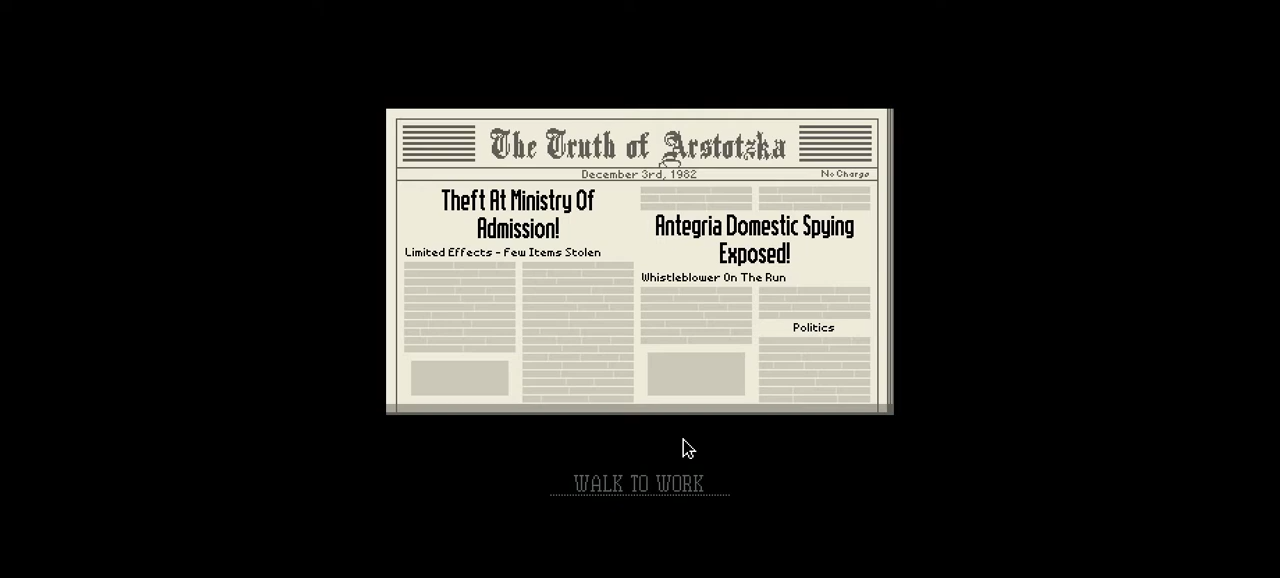 The Truth of Arstotzka
December 3rd, 1982
No Charge
Theft At Ministry Of
Admission!
Limited Effects - Few Items Stolen
Antegria Domestic Spying
Exposed!
Whistleblower On The Run
Politics
WALK TO WORK